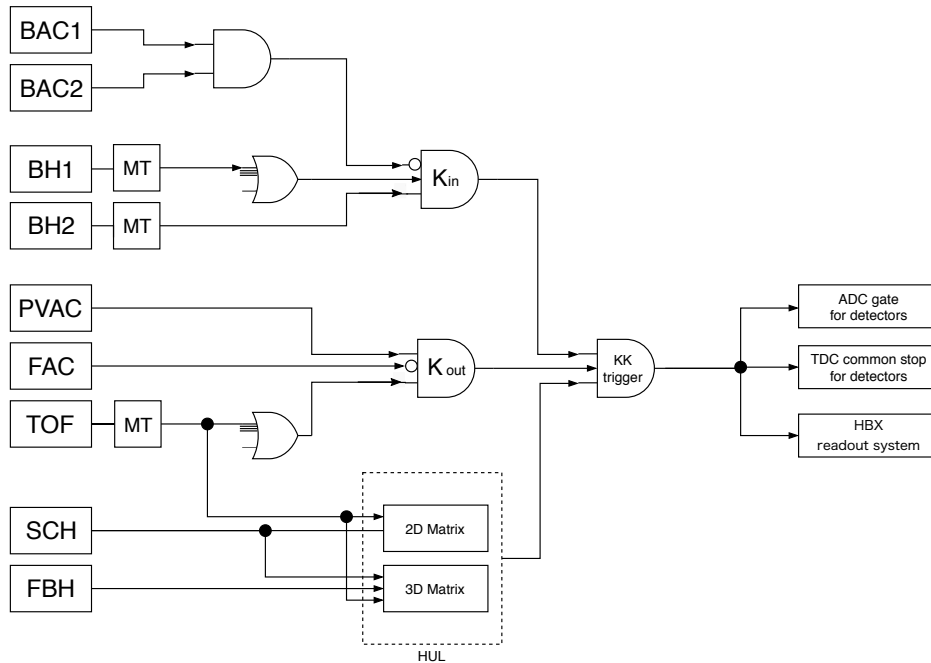 BAC1
BAC2
BH1
MT
BH2
MT
Kin
PVAC
FAC
TOF
MT
K out
KK
trigger
ADC gate
for detectors
TDC common stop
for detectors
HBX
readout system
SCH
FBH
2D Matrix
3D Matrix
HUL